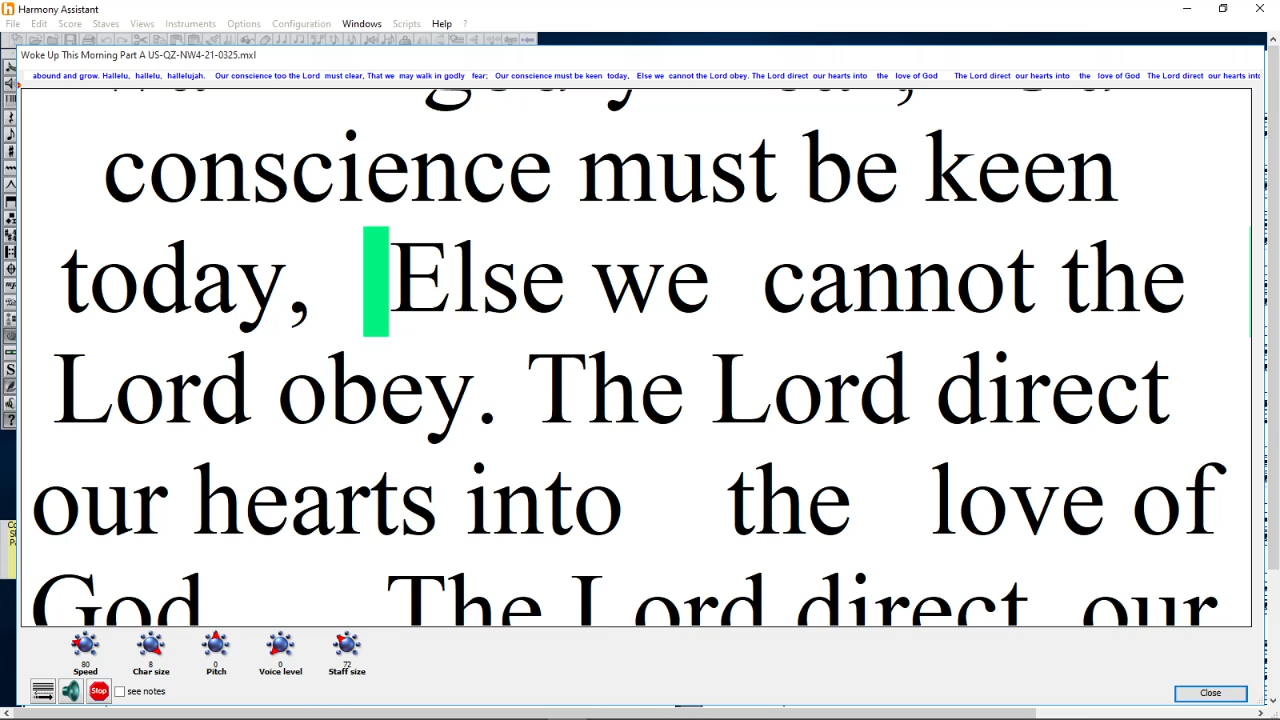 Harmony Assistant
File Edit Score Staves Views Instruments Options Configuration Windows Scripts Help ?
Woke Up This Morning Part A US-QZ-NW4-21-0325.mxl
abound and grow. Hallelu, hallelu, hallelujah. Our conscience too the Lord must clear, That we may walk in godly fear; Our conscience must be keen today, Else we cannot the Lord obey. The Lord direct our hearts into the love of God The Lord direct our hearts into the love of God The Lord direct our hearts into
conscience must be keen
today, Else we cannot the
Lord obey. The Lord direct
our hearts into the love of
God The Lord direct our
80 8 0 0 72
Speed Char size Pitch Voice level Staff size
Stop see notes Close